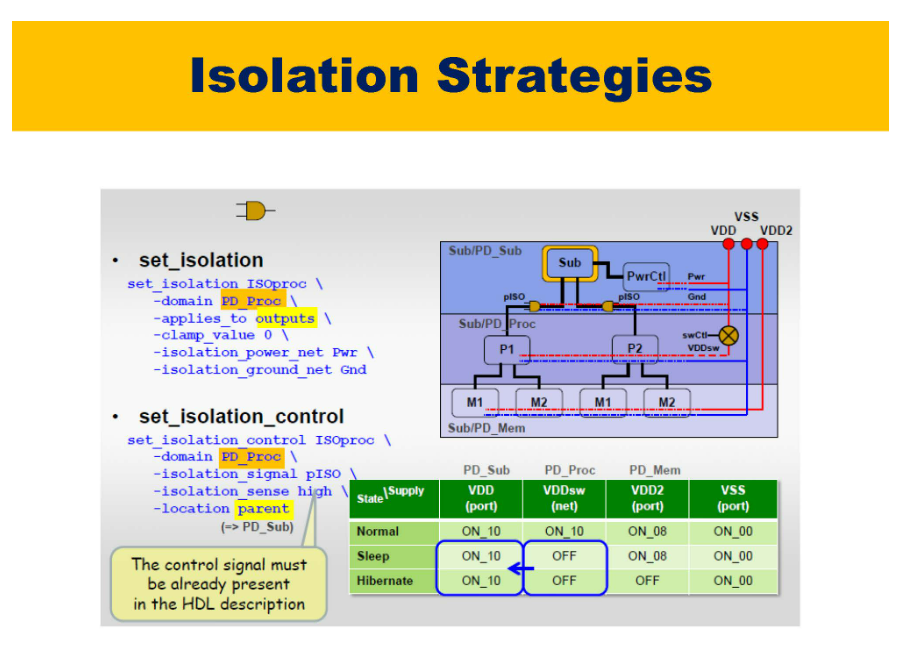 Isolation Strategies
• set_isolation
set_isolation ISOproc \
-domain PD_Proc \
-applies_to outputs \
-clamp_value 0 \
-isolation_power_net Pwr \
-isolation_ground_net Gnd
• set_isolation_control
set_isolation_control ISOproc \
-domain PD_Proc \
-isolation_signal pISO \
-isolation_sense high \
-location parent
(=> PD_Sub)
The control signal must
be already present
in the HDL description
VSS
VDD VDD2
Sub/PD_Sub
Sub
PwrCtl
Pwr
pISO pISO Gnd
Sub/PD_Proc
swCtl
P1 P2 VDDsw
M1 M2 M1 M2
Sub/PD_Mem
PD_Sub PD_Proc PD_Mem
State\Supply VDD (port) VDDsw (net) VDD2 (port) VSS (port)
Normal ON_10 ON_10 ON_08 ON_00
Sleep ON_10 OFF ON_08 ON_00
Hibernate ON_10 OFF OFF ON_00